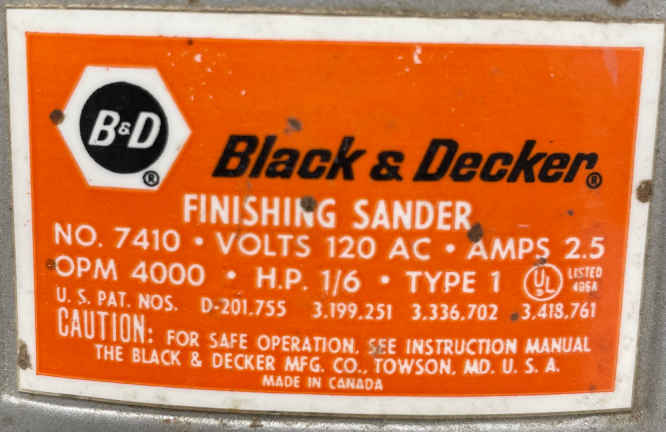 B&D
®
Black & Decker®
FINISHING SANDER
NO. 7410 • VOLTS 120 AC • AMPS 2.5
OPM 4000 • H.P. 1/6 • TYPE 1 UL LISTED
U. S. PAT. NOS. D-201.755 3.199.251 3.336.702 3.418.761
CAUTION: FOR SAFE OPERATION, SEE INSTRUCTION MANUAL
THE BLACK & DECKER MFG. CO., TOWSON, MD. U. S. A.
MADE IN CANADA